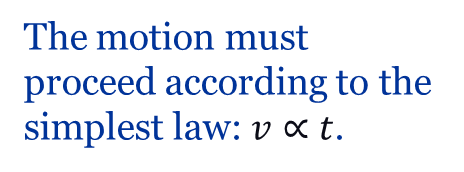 The motion must
proceed according to the
simplest law: v ∝ t.